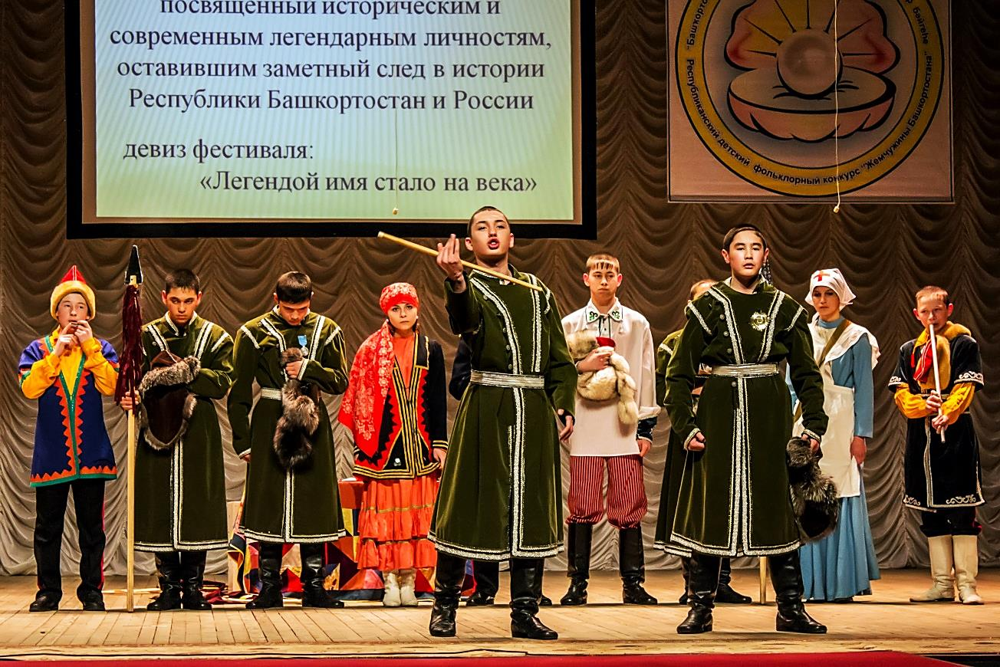 посвященный историческим и
современным легендарным личностям,
оставившим заметный след в истории
Республики Башкортостан и России
девиз фестиваля:
«Легендой имя стало на века»
"Башкорто
р бәйгеһе
Республиканский детский фольклорный конкурс "Жемчужины Башкортостана"